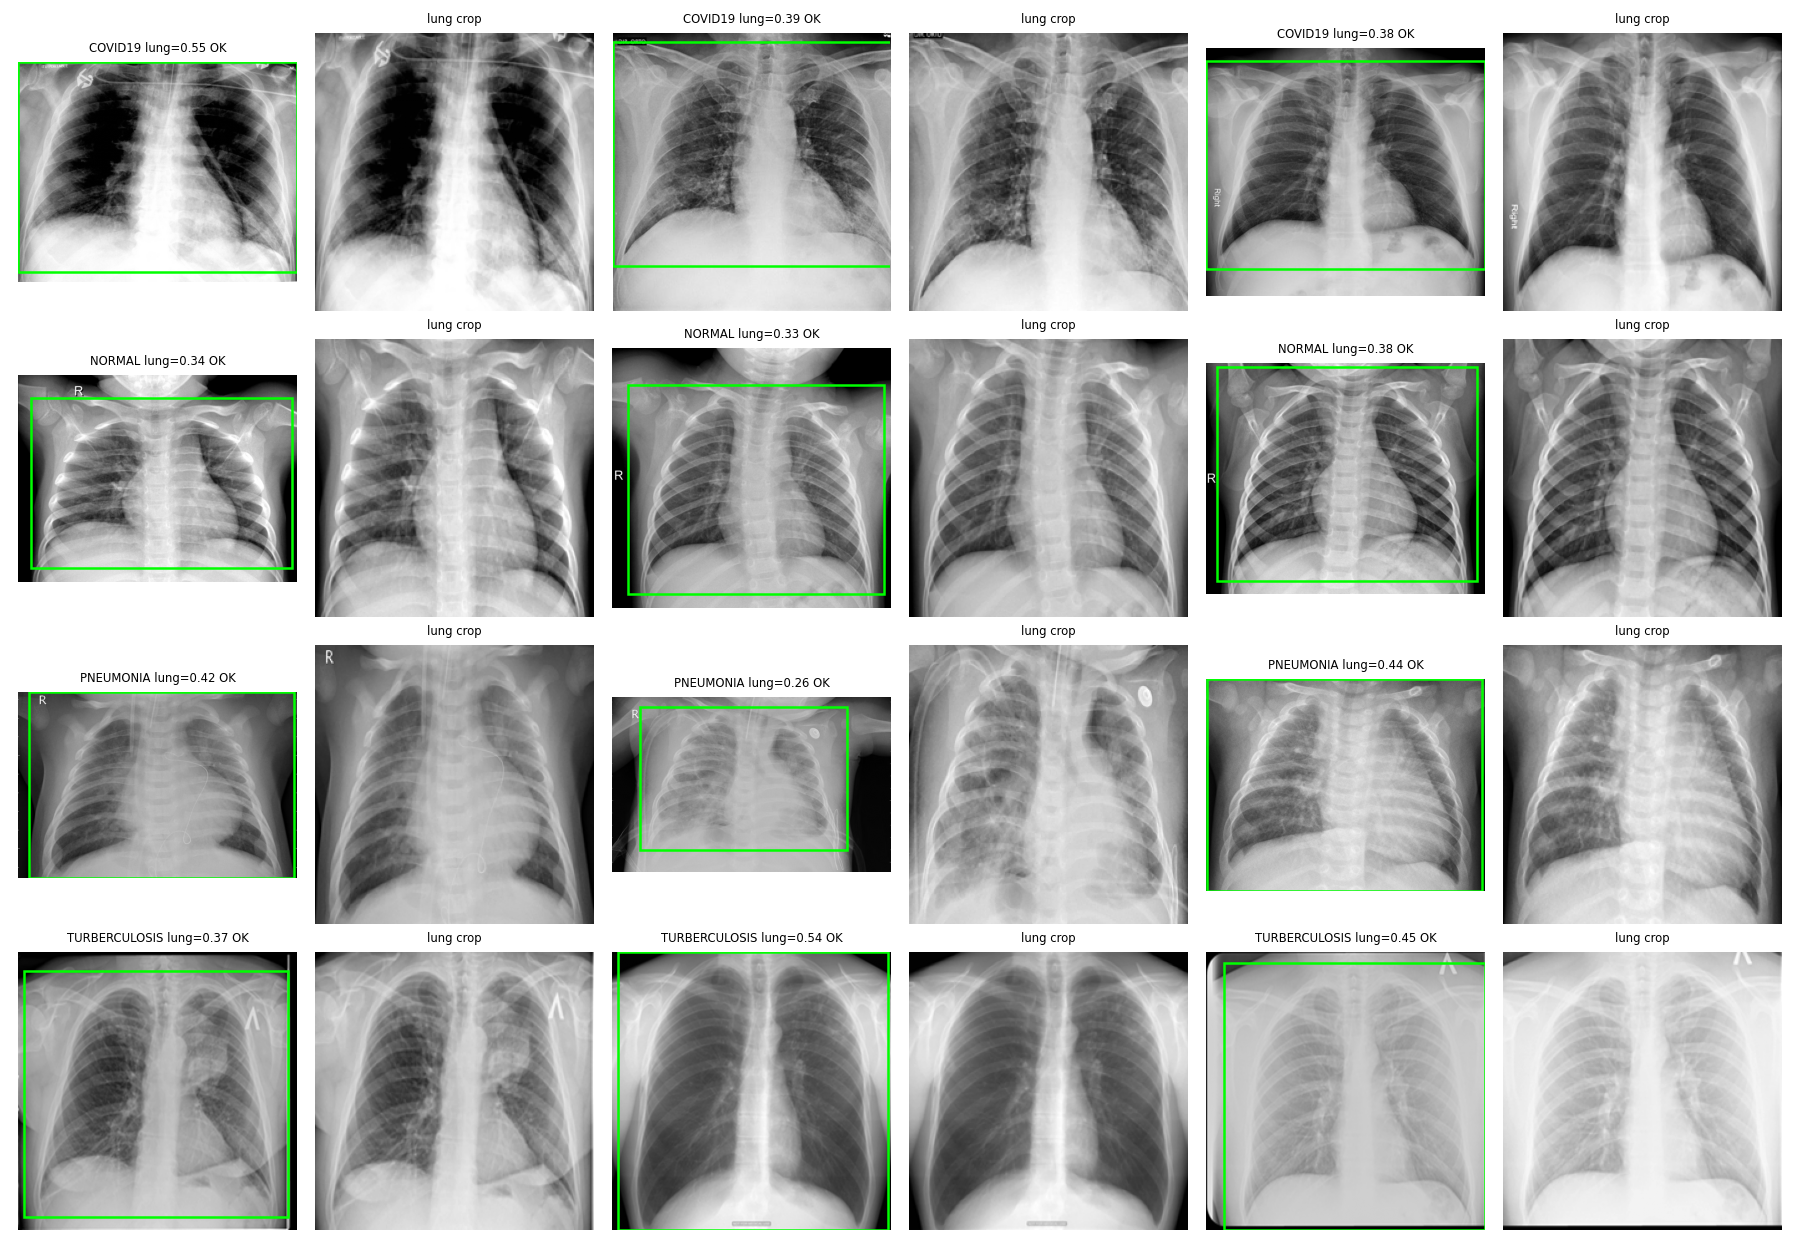 lung crop
COVID19 lung=0.39 OK
lung crop
COVID19 lung=0.38 OK
lung crop
COVID19 lung=0.55 OK
Right
Right
lung crop
NORMAL lung=0.34 OK
lung crop
NORMAL lung=0.33 OK
lung crop
NORMAL lung=0.38 OK
R
R
R
lung crop
PNEUMONIA lung=0.42 OK
lung crop
PNEUMONIA lung=0.26 OK
lung crop
PNEUMONIA lung=0.44 OK
R
R
R
TURBERCULOSIS lung=0.37 OK
lung crop
TURBERCULOSIS lung=0.54 OK
lung crop
TURBERCULOSIS lung=0.45 OK
lung crop